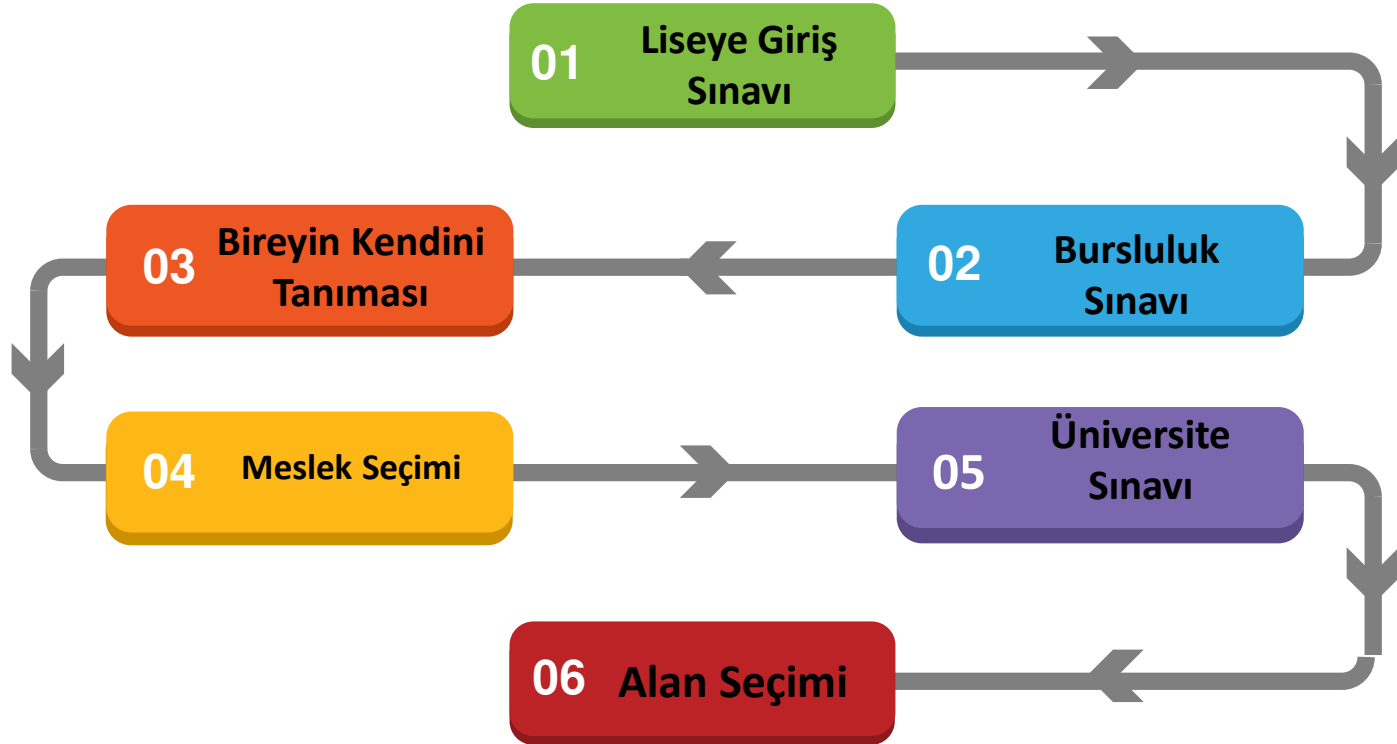 01 Liseye Giriş
Sınavı
02 Bursluluk
Sınavı
03 Bireyin Kendini
Tanıması
04 Meslek Seçimi
05 Üniversite
Sınavı
06 Alan Seçimi